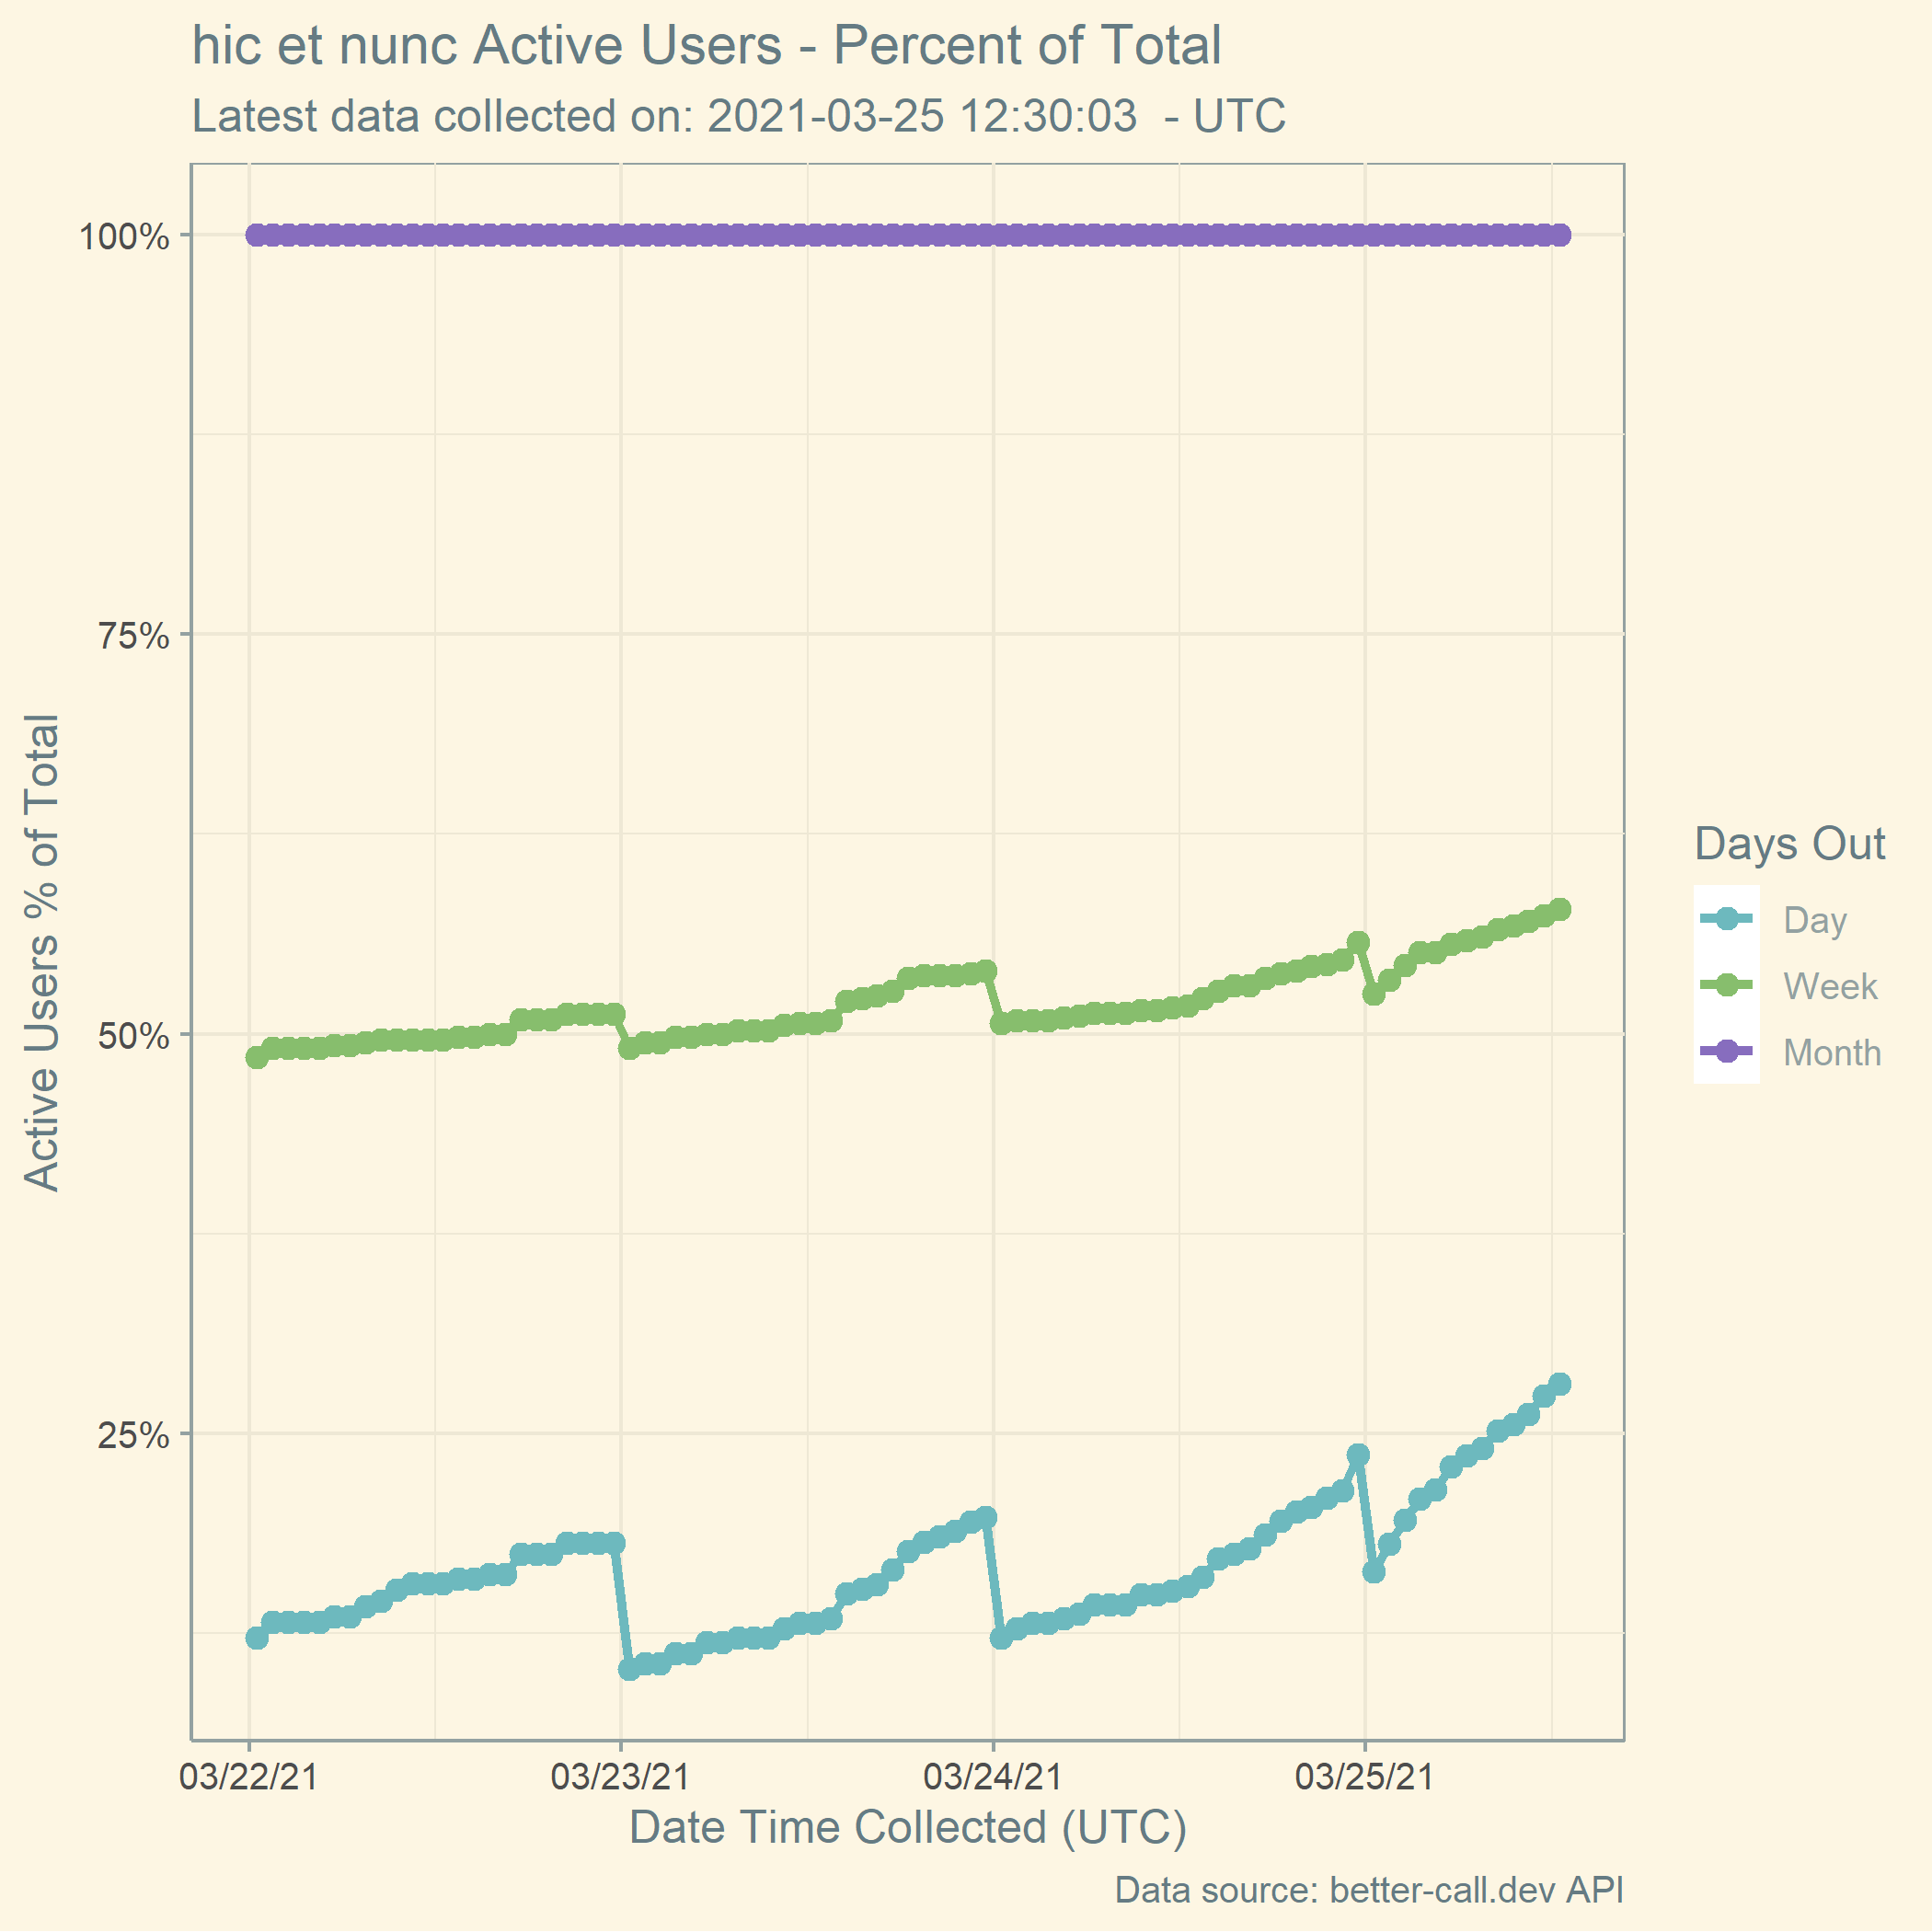 hic et nunc Active Users - Percent of Total
Latest data collected on: 2021-03-25 12:30:03  - UTC
Active Users % of Total
100%
75%
50%
25%
03/22/21
03/23/21
03/24/21
03/25/21
Date Time Collected (UTC)
Days Out
Day
Week
Month
Data source: better-call.dev API